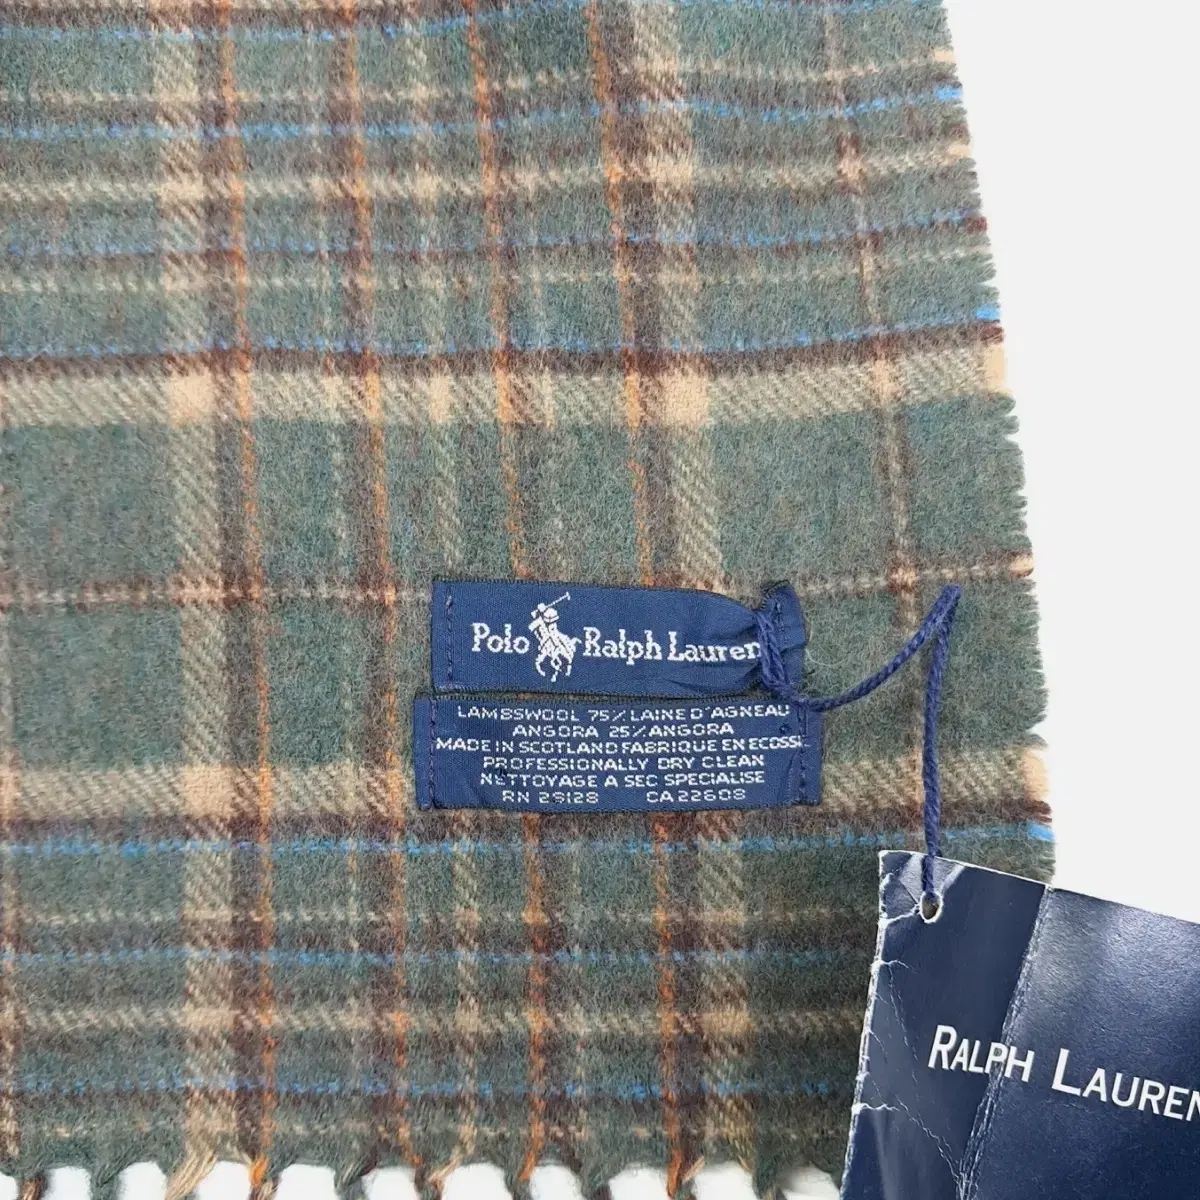 Polo Ralph Lauren
LAMBSWOOL 75% LAINE D'AGNEAU
ANGORA 25% ANGORA
MADE IN SCOTLAND FABRIQUE EN ECOSSE
PROFESSIONALLY DRY CLEAN
NETTOYAGE A SEC SPECIALISE
RN 28128 CA 22608
RALPH LAUREN